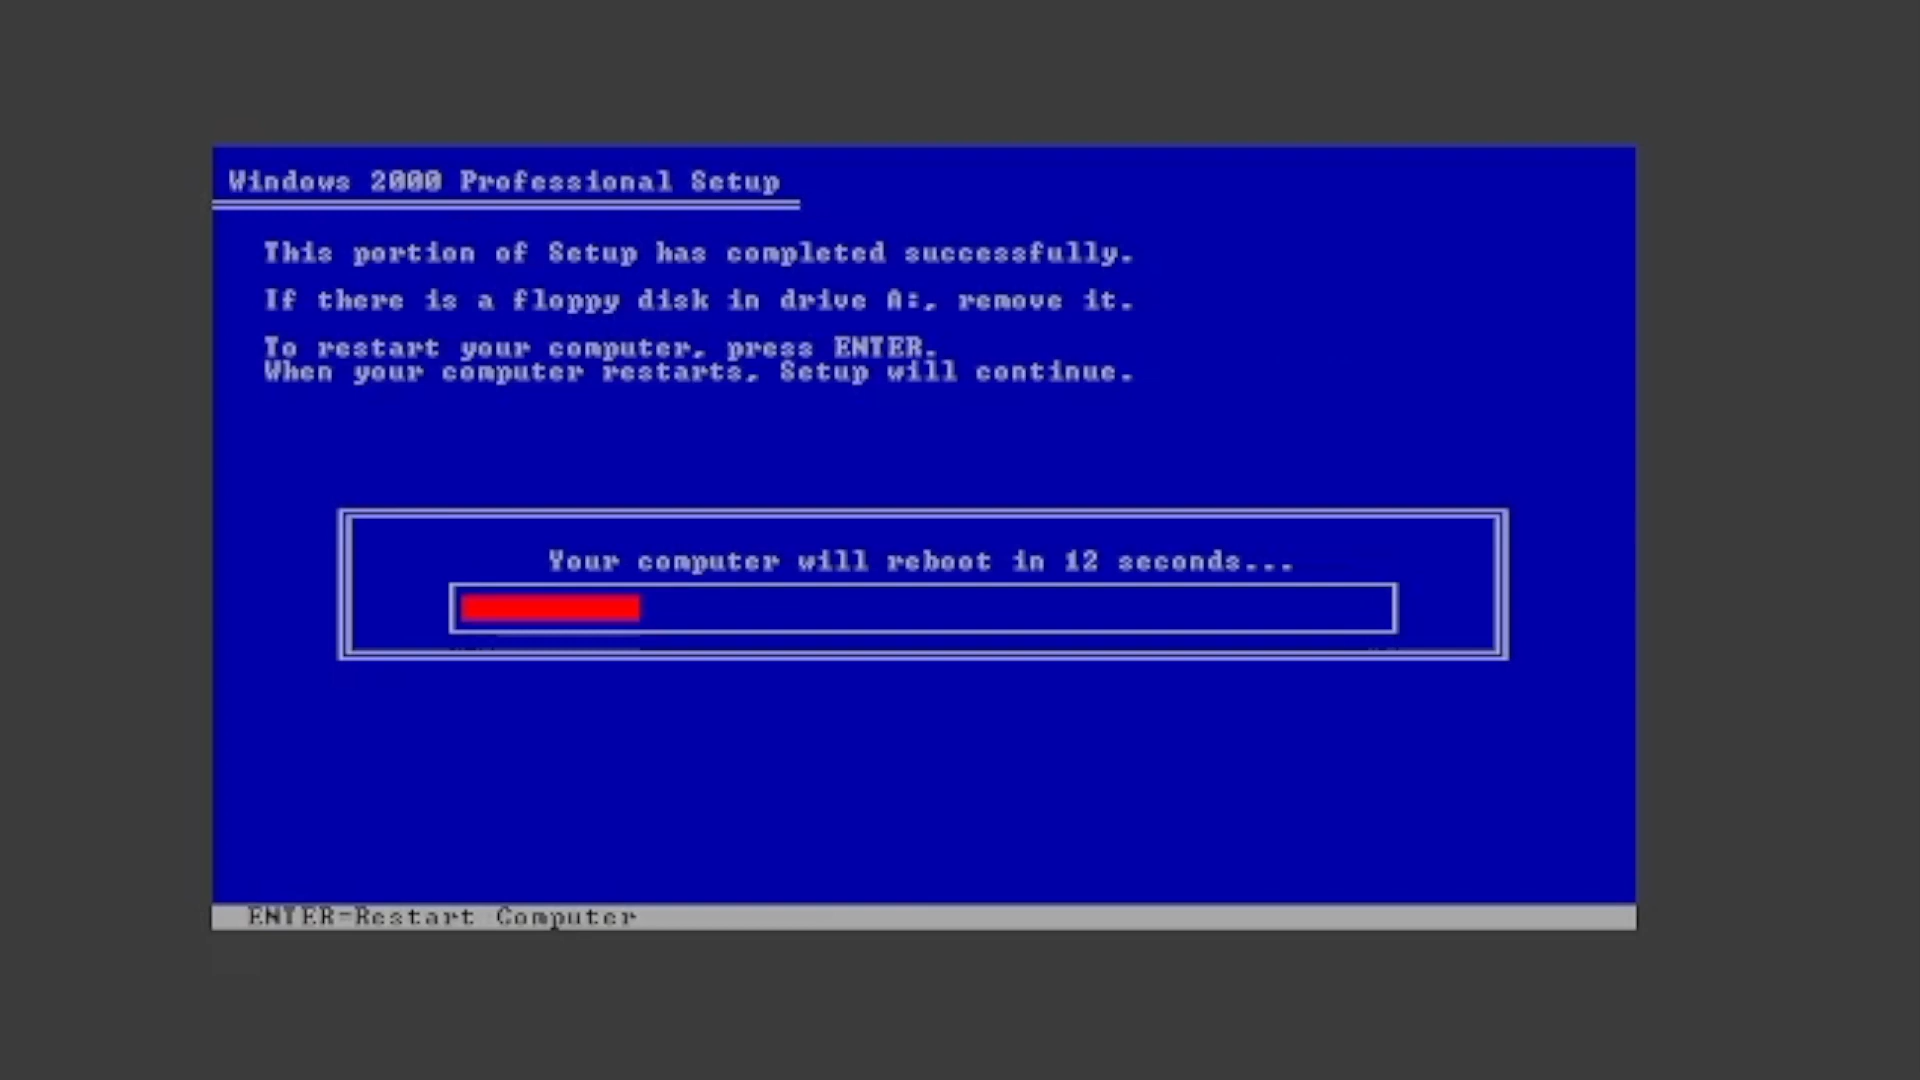 Windows 2000 Professional Setup
This portion of Setup has completed successfully.
If there is a floppy disk in drive A:, remove it.
To restart your computer, press ENTER.
When your computer restarts, Setup will continue.
Your computer will reboot in 12 seconds...
ENTER=Restart Computer